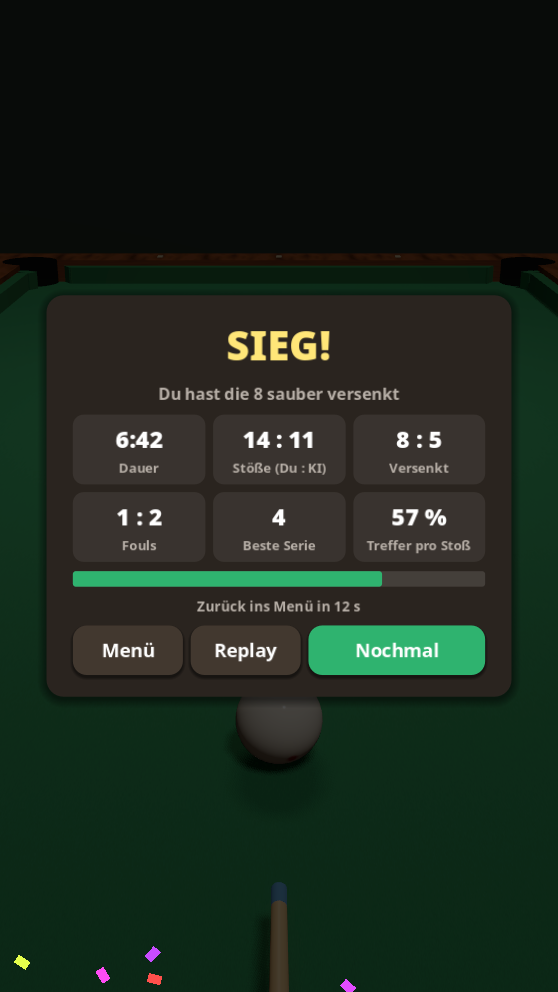 SIEG!
Du hast die 8 sauber versenkt
6:42
Dauer
14 : 11
Stöße (Du : KI)
8 : 5
Versenkt
1 : 2
Fouls
4
Beste Serie
57 %
Treffer pro Stoß
Zurück ins Menü in 12 s
Menü
Replay
Nochmal